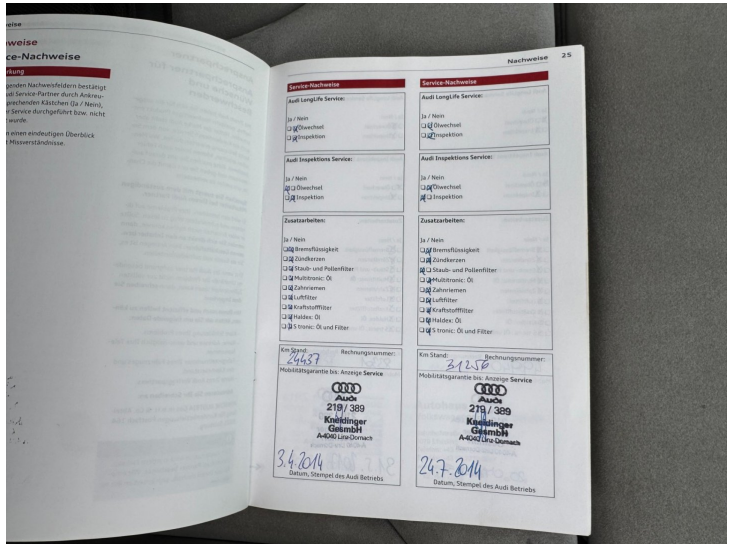 Nachweise 25
ce-Nachweise
genden Nachweisfeldern bestätigt
udi Service-Partner durch Ankreu-
prechenden Kästchen (Ja / Nein),
r Service durchgeführt bzw. nicht
t wurde.
n einen eindeutigen Überblick
t Missverständnisse.
Service-Nachweise
Audi LongLife Service:
Ja / Nein
Ölwechsel
Inspektion
Audi Inspektions Service:
Ja / Nein
Ölwechsel
Inspektion
Zusatzarbeiten:
Ja / Nein
Bremsflüssigkeit
Zündkerzen
Staub- und Pollenfilter
Multitronic: Öl
Zahnriemen
Luftfilter
Kraftstofffilter
Haldex: Öl
S tronic: Öl und Filter
Km Stand: Rechnungsnummer:
24437
Mobilitätsgarantie bis: Anzeige Service
Audi
219 / 389
Kneidinger
GesmbH
A-4040 Linz-Dornach
3.4.2014
Datum, Stempel des Audi Betriebs
Service-Nachweise
Audi LongLife Service:
Ja / Nein
Ölwechsel
Inspektion
Audi Inspektions Service:
Ja / Nein
Ölwechsel
Inspektion
Zusatzarbeiten:
Ja / Nein
Bremsflüssigkeit
Zündkerzen
Staub- und Pollenfilter
Multitronic: Öl
Zahnriemen
Luftfilter
Kraftstofffilter
Haldex: Öl
S tronic: Öl und Filter
Km Stand: Rechnungsnummer:
31256
Mobilitätsgarantie bis: Anzeige Service
Audi
219 / 389
Kneidinger
GesmbH
A-4040 Linz-Dornach
24.7.2014
Datum, Stempel des Audi Betriebs